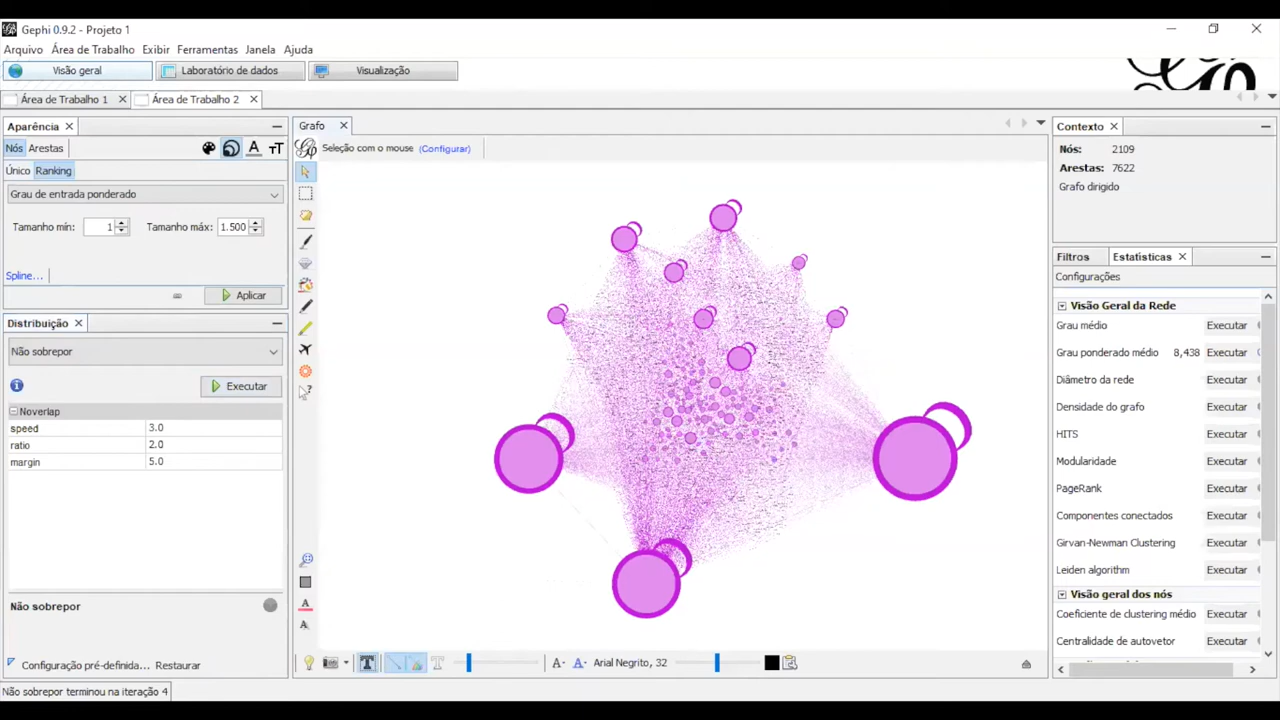 Gephi 0.9.2 - Projeto 1
Arquivo Área de Trabalho Exibir Ferramentas Janela Ajuda
Visão geral Laboratório de dados Visualização
Área de Trabalho 1 Área de Trabalho 2
Aparência
Nós Arestas
Único Ranking
Grau de entrada ponderado
Tamanho mín: 1 Tamanho máx: 1.500
Spline...
Aplicar
Distribuição
Não sobrepor
Executar
Noverlap
speed 3.0
ratio 2.0
margin 5.0
Não sobrepor
Configuração pré-definida... Restaurar
Não sobrepor terminou na iteração 4
Grafo
Seleção com o mouse (Configurar)
Arial Negrito, 32
Contexto
Nós: 2109
Arestas: 7622
Grafo dirigido
Filtros Estatísticas
Configurações
Visão Geral da Rede
Grau médio Executar
Grau ponderado médio 8,438 Executar
Diâmetro da rede Executar
Densidade do grafo Executar
HITS Executar
Modularidade Executar
PageRank Executar
Componentes conectados Executar
Girvan-Newman Clustering Executar
Leiden algorithm Executar
Visão geral dos nós
Coeficiente de clustering médio Executar
Centralidade de autovetor Executar